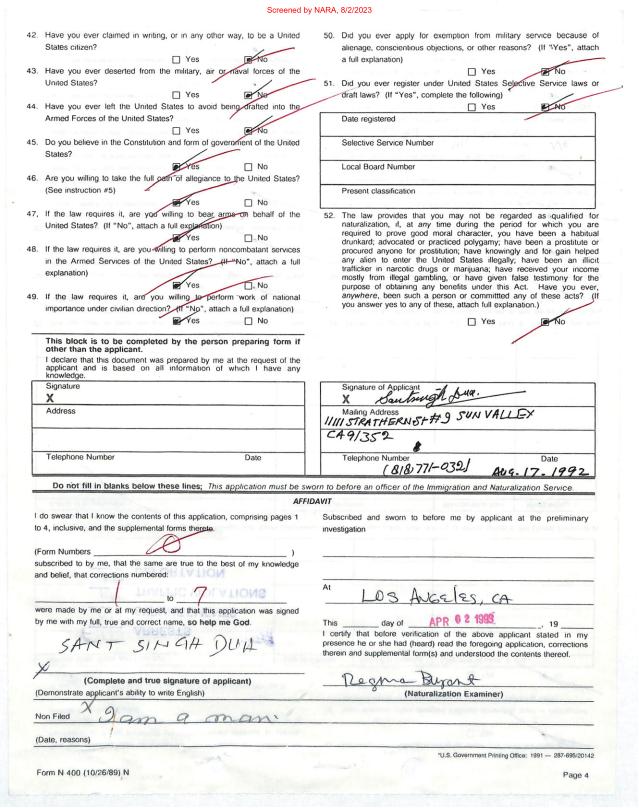 Screened by NARA, 8/2/2023
42. Have you ever claimed in writing, or in any other way, to be a United
States citizen?
☐ Yes ☒ No
43. Have you ever deserted from the military, air or naval forces of the
United States?
☐ Yes ☒ No
44. Have you ever left the United States to avoid being drafted into the
Armed Forces of the United States?
☐ Yes ☒ No
45. Do you believe in the Constitution and form of government of the United
States?
☒ Yes ☐ No
46. Are you willing to take the full oath of allegiance to the United States?
(See instruction #5)
☒ Yes ☐ No
47, If the law requires it, are you willing to bear arms on behalf of the
United States? (If "No", attach a full explanation)
☒ Yes ☐ No
48. If the law requires it, are you willing to perform noncombatant services
in the Armed Services of the United States? (If "No", attach a full
explanation)
☒ Yes ☐ No
49. If the law requires it, are you willing to perform work of national
importance under civilian direction? (If "No", attach a full explanation)
☒ Yes ☐ No
50. Did you ever apply for exemption from military service because of
alienage, conscientious objections, or other reasons? (If "Yes", attach
a full explanation)
☐ Yes ☒ No
51. Did you ever register under United States Selective Service laws or
draft laws? (If "Yes", complete the following)
☐ Yes ☒ No
Date registered
Selective Service Number
Local Board Number
Present classification
52. The law provides that you may not be regarded as qualified for
naturalization, if, at any time during the period for which you are
required to prove good moral character, you have been a habitual
drunkard; advocated or practiced polygamy; have been a prostitute or
procured anyone for prostitution; have knowingly and for gain helped
any alien to enter the United States illegally; have been an illicit
trafficker in narcotic drugs or marijuana; have received your income
mostly from illegal gambling, or have given false testimony for the
purpose of obtaining any benefits under this Act. Have you ever,
anywhere, been such a person or committted any of these acts? (If
you answer yes to any of these, attach full explanation.)
☐ Yes ☒ No
This block is to be completed by the person preparing form if
other than the applicant.
I declare that this document was prepared by me at the request of the
applicant and is based on all information of which I have any
knowledge.
Signature
X
Address
Telephone Number Date
Signature of Applicant
X
Mailing Address
11111 STRATHERN St # 9 SUN VALLEY
CA 91352
Telephone Number Date
(818) 771-0321 AUG. 17. 1992
Do not fill in blanks below these lines; This application must be sworn to before an officer of the Immigration and Naturalization Service.
AFFIDAVIT
I do swear that I know the contents of this application, comprising pages 1
to 4, inclusive, and the supplemental forms thereto.
(Form Numbers 0 )
subscribed to by me, that the same are true to the best of my knowledge
and belief, that corrections numbered:
1 to 7
were made by me or at my request, and that this application was signed
by me with my full, true and correct name, so help me God.
SANT SINGH DUA
X
(Complete and true signature of applicant)
(Demonstrate applicant's ability to write English)
X I am a man.
Non Filed
(Date, reasons)
Subscribed and sworn to before me by applicant at the preliminary
investigation
At LOS ANGELES, CA
This day of APR 02 1993, 19
I certify that before verification of the above applicant stated in my
presence he or she had (heard) read the foregoing application, corrections
therein and supplemental form(s) and understood the contents thereof.
Regina Bryant
(Naturalization Examiner)
*U.S. Government Printing Office: 1991 — 287-695/20142
Form N 400 (10/26/89) N
Page 4